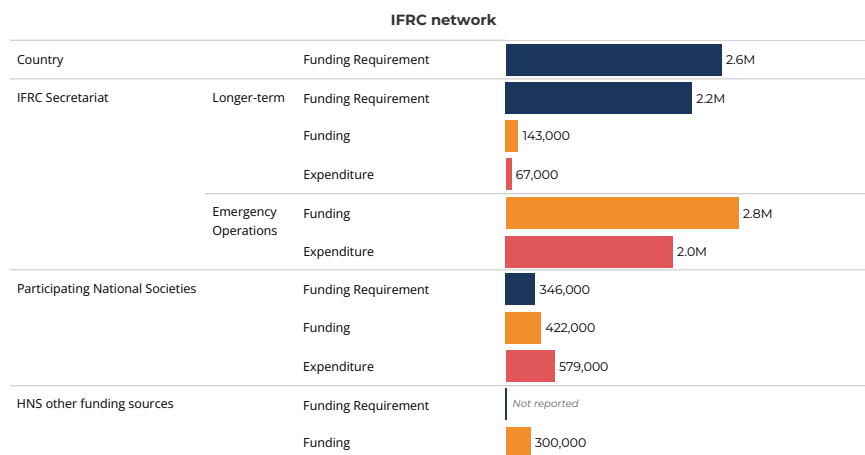 IFRC network
Country Funding Requirement 2.6M
IFRC Secretariat Longer-term Funding Requirement 2.2M
Funding 143,000
Expenditure 67,000
Emergency Operations Funding 2.8M
Expenditure 2.0M
Participating National Societies Funding Requirement 346,000
Funding 422,000
Expenditure 579,000
HNS other funding sources Funding Requirement Not reported
Funding 300,000